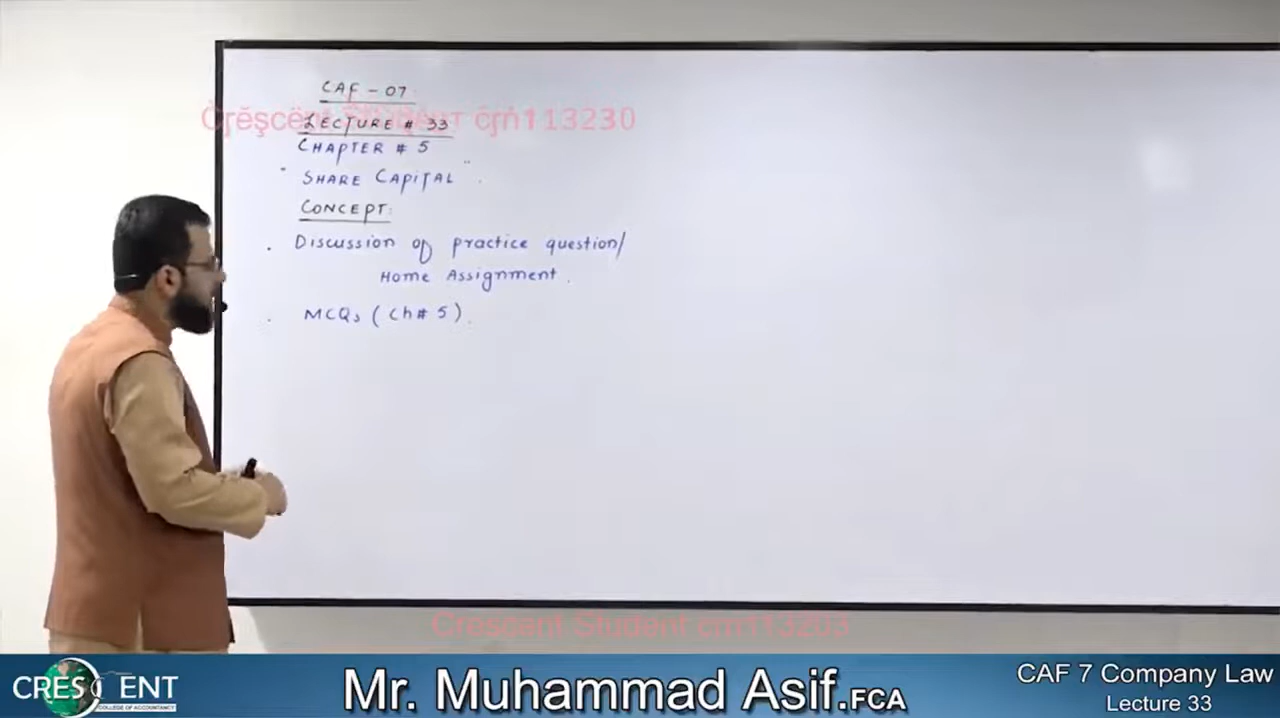 CAF - 07
LECTURE # 33
CHAPTER # 5
" SHARE CAPITAL " .
CONCEPT:
. Discussion of practice question/
Home Assignment .
. MCQs ( Ch # 5 ) .
Crescent Student crm113203
CRESCENT
COLLEGE OF ACCOUNTANCY
Mr. Muhammad Asif.FCA
CAF 7 Company Law
Lecture 33